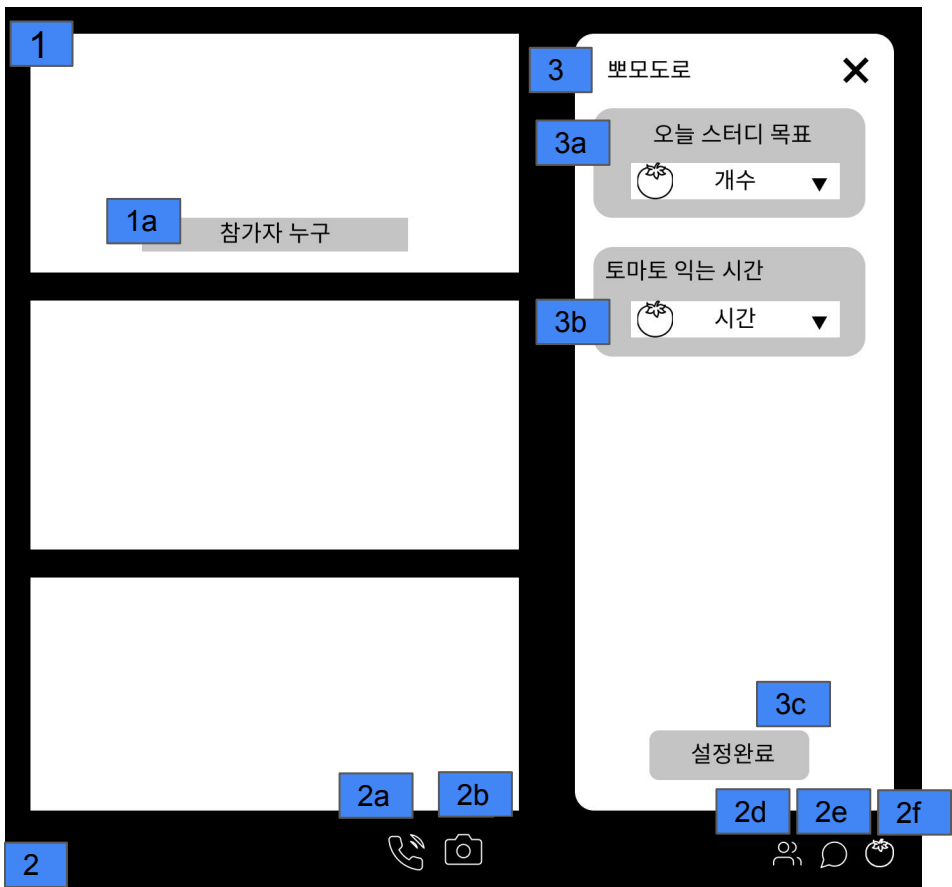 1
1a
참가자 누구
3
뽀모도로
3a
오늘 스터디 목표
개수
토마토 익는 시간
3b
시간
3c
설정완료
2
2a
2b
2d
2e
2f